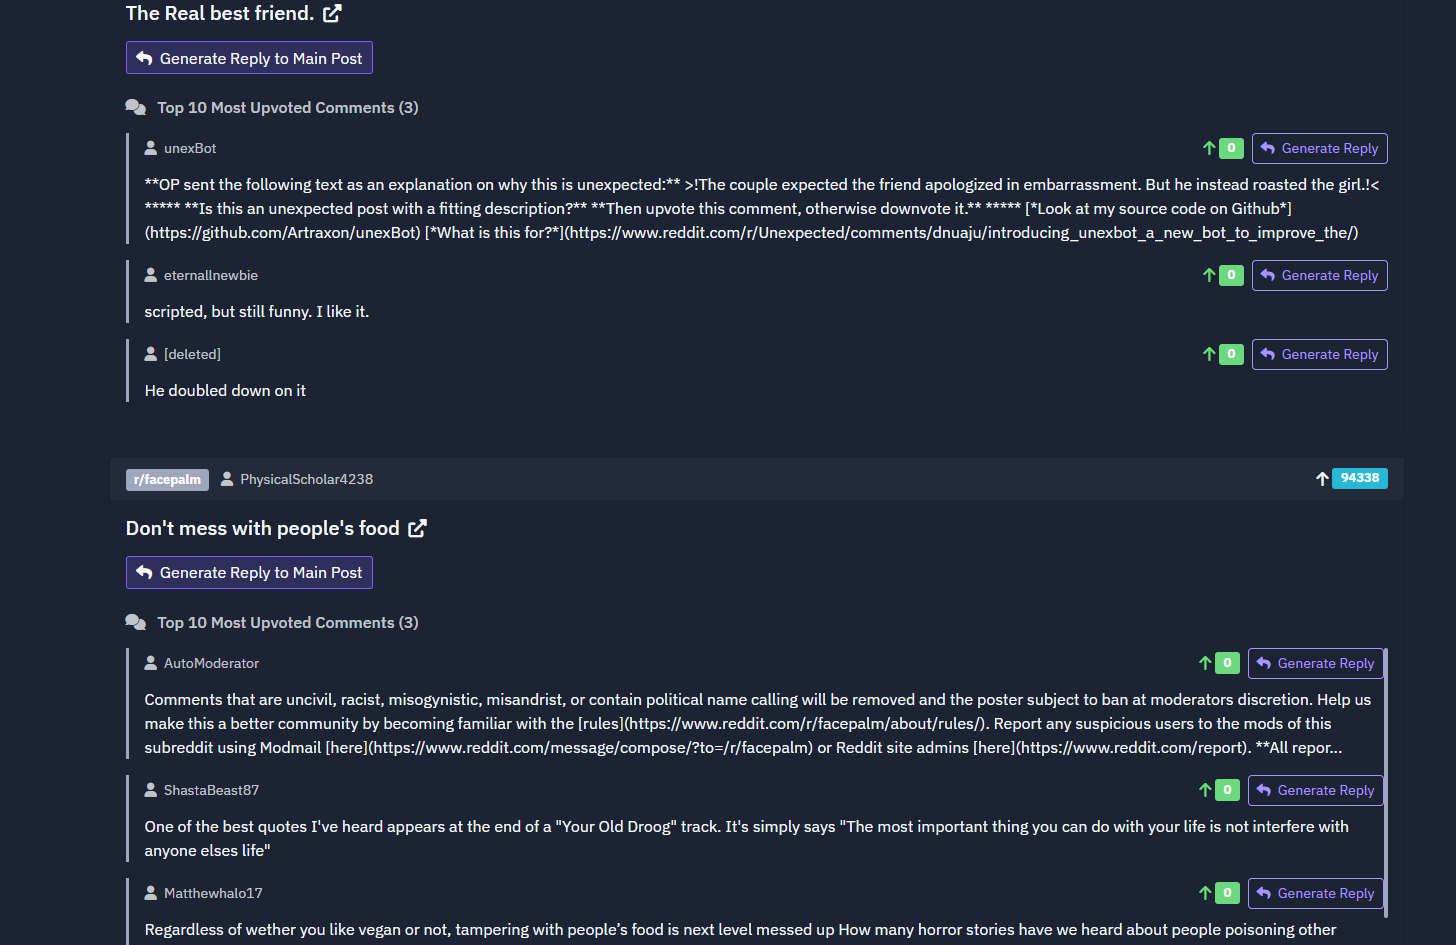 The Real best friend.
Generate Reply to Main Post
Top 10 Most Upvoted Comments (3)
unexBot
0
Generate Reply
**OP sent the following text as an explanation on why this is unexpected:** >!The couple expected the friend apologized in embarrassment. But he instead roasted the girl.!<
***** **Is this an unexpected post with a fitting description?** **Then upvote this comment, otherwise downvote it.** ***** [*Look at my source code on Github*]
(https://github.com/Artraxon/unexBot) [*What is this for?*](https://www.reddit.com/r/Unexpected/comments/dnuaju/introducing_unexbot_a_new_bot_to_improve_the/)
eternallnewbie
0
Generate Reply
scripted, but still funny. I like it.
[deleted]
0
Generate Reply
He doubled down on it
r/facepalm
PhysicalScholar4238
94338
Don't mess with people's food
Generate Reply to Main Post
Top 10 Most Upvoted Comments (3)
AutoModerator
0
Generate Reply
Comments that are uncivil, racist, misogynistic, misandrist, or contain political name calling will be removed and the poster subject to ban at moderators discretion. Help us
make this a better community by becoming familiar with the [rules](https://www.reddit.com/r/facepalm/about/rules/). Report any suspicious users to the mods of this
subreddit using Modmail [here](https://www.reddit.com/message/compose/?to=/r/facepalm) or Reddit site admins [here](https://www.reddit.com/report). **All repor...
ShastaBeast87
0
Generate Reply
One of the best quotes I've heard appears at the end of a "Your Old Droog" track. It's simply says "The most important thing you can do with your life is not interfere with
anyone elses life"
Matthewhalo17
0
Generate Reply
Regardless of wether you like vegan or not, tampering with people’s food is next level messed up How many horror stories have we heard about people poisoning other